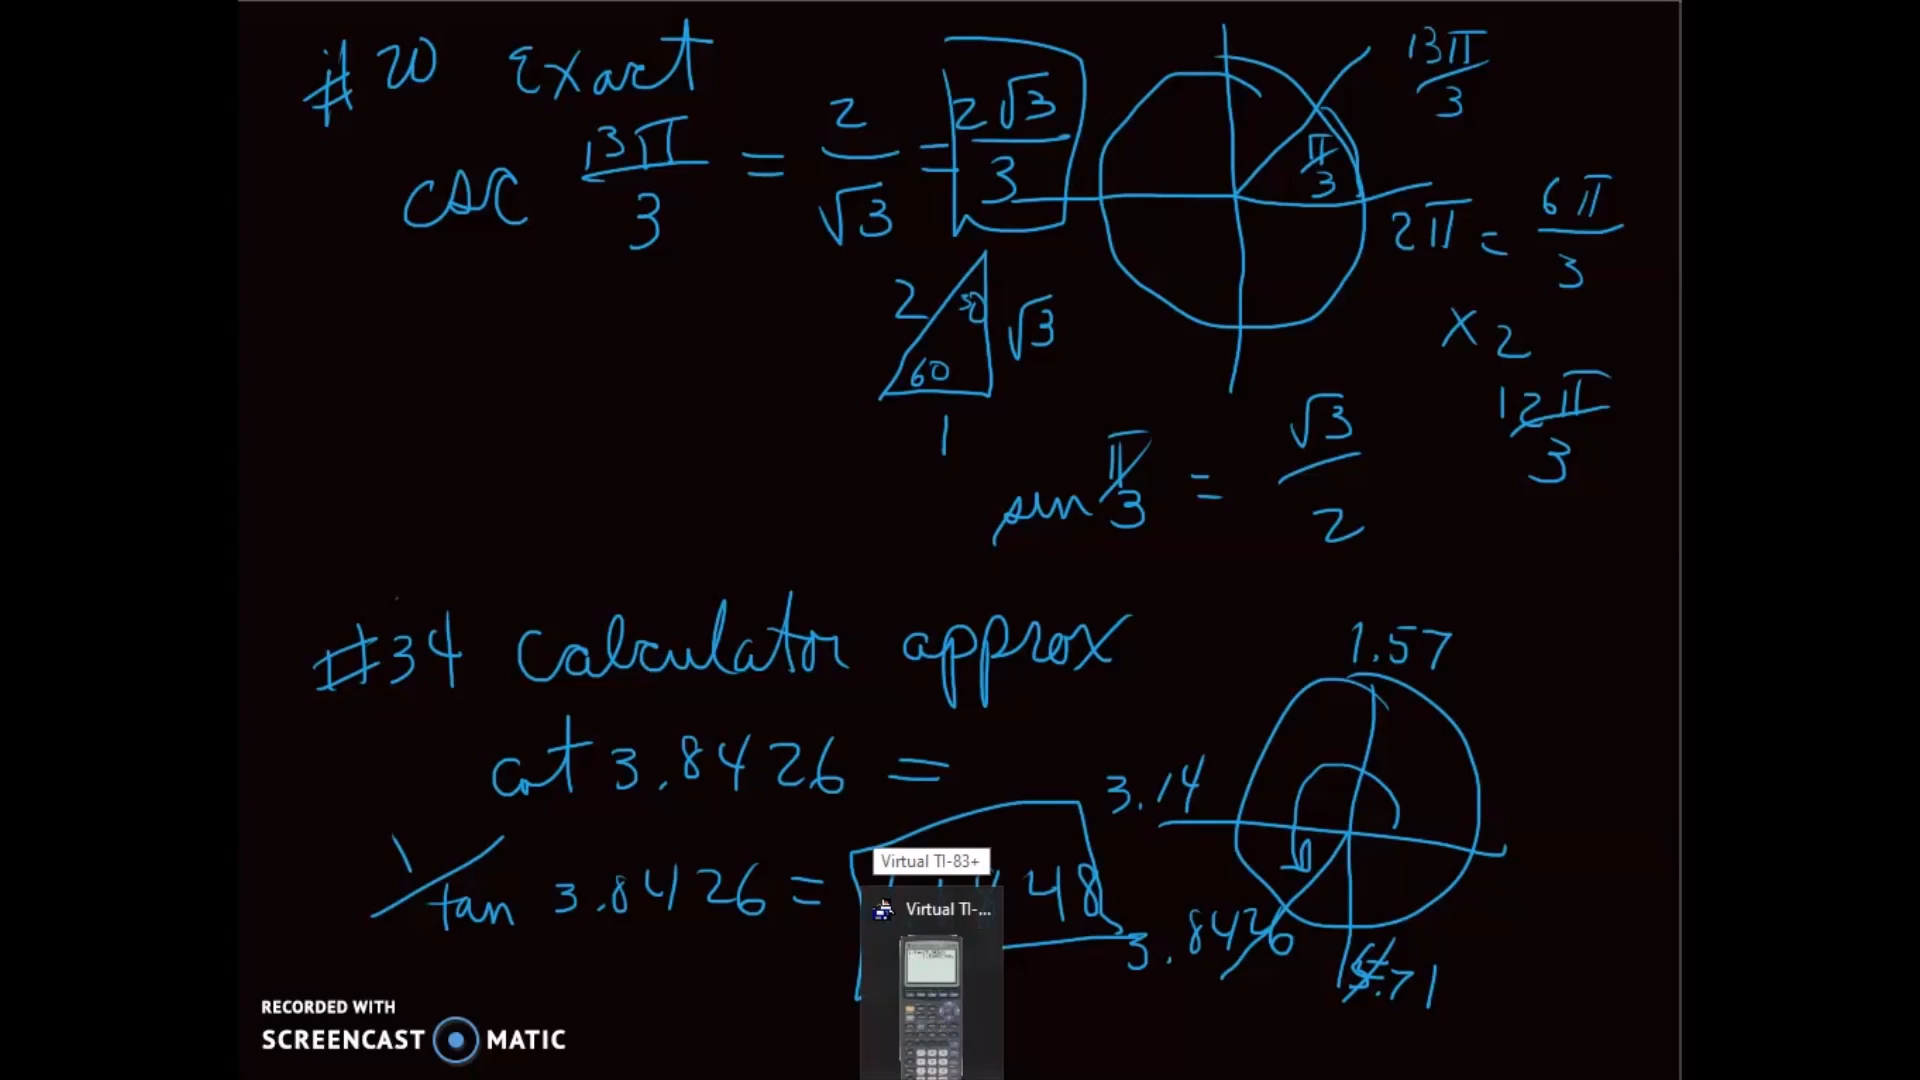 #20 Exact
csc 13π/3 = 2/√3 = 2√3/3
13π/3
π/3
2π = 6π/3
x 2
12π/3
2 30 √3
60
1
sin π/3 = √3/2
#34 Calculator approx
1.57
cot 3.8426 =
3.14
1/tan 3.8426 =
48
3.8426
.71
Virtual TI-83+
Virtual TI-...
RECORDED WITH
SCREENCAST MATIC